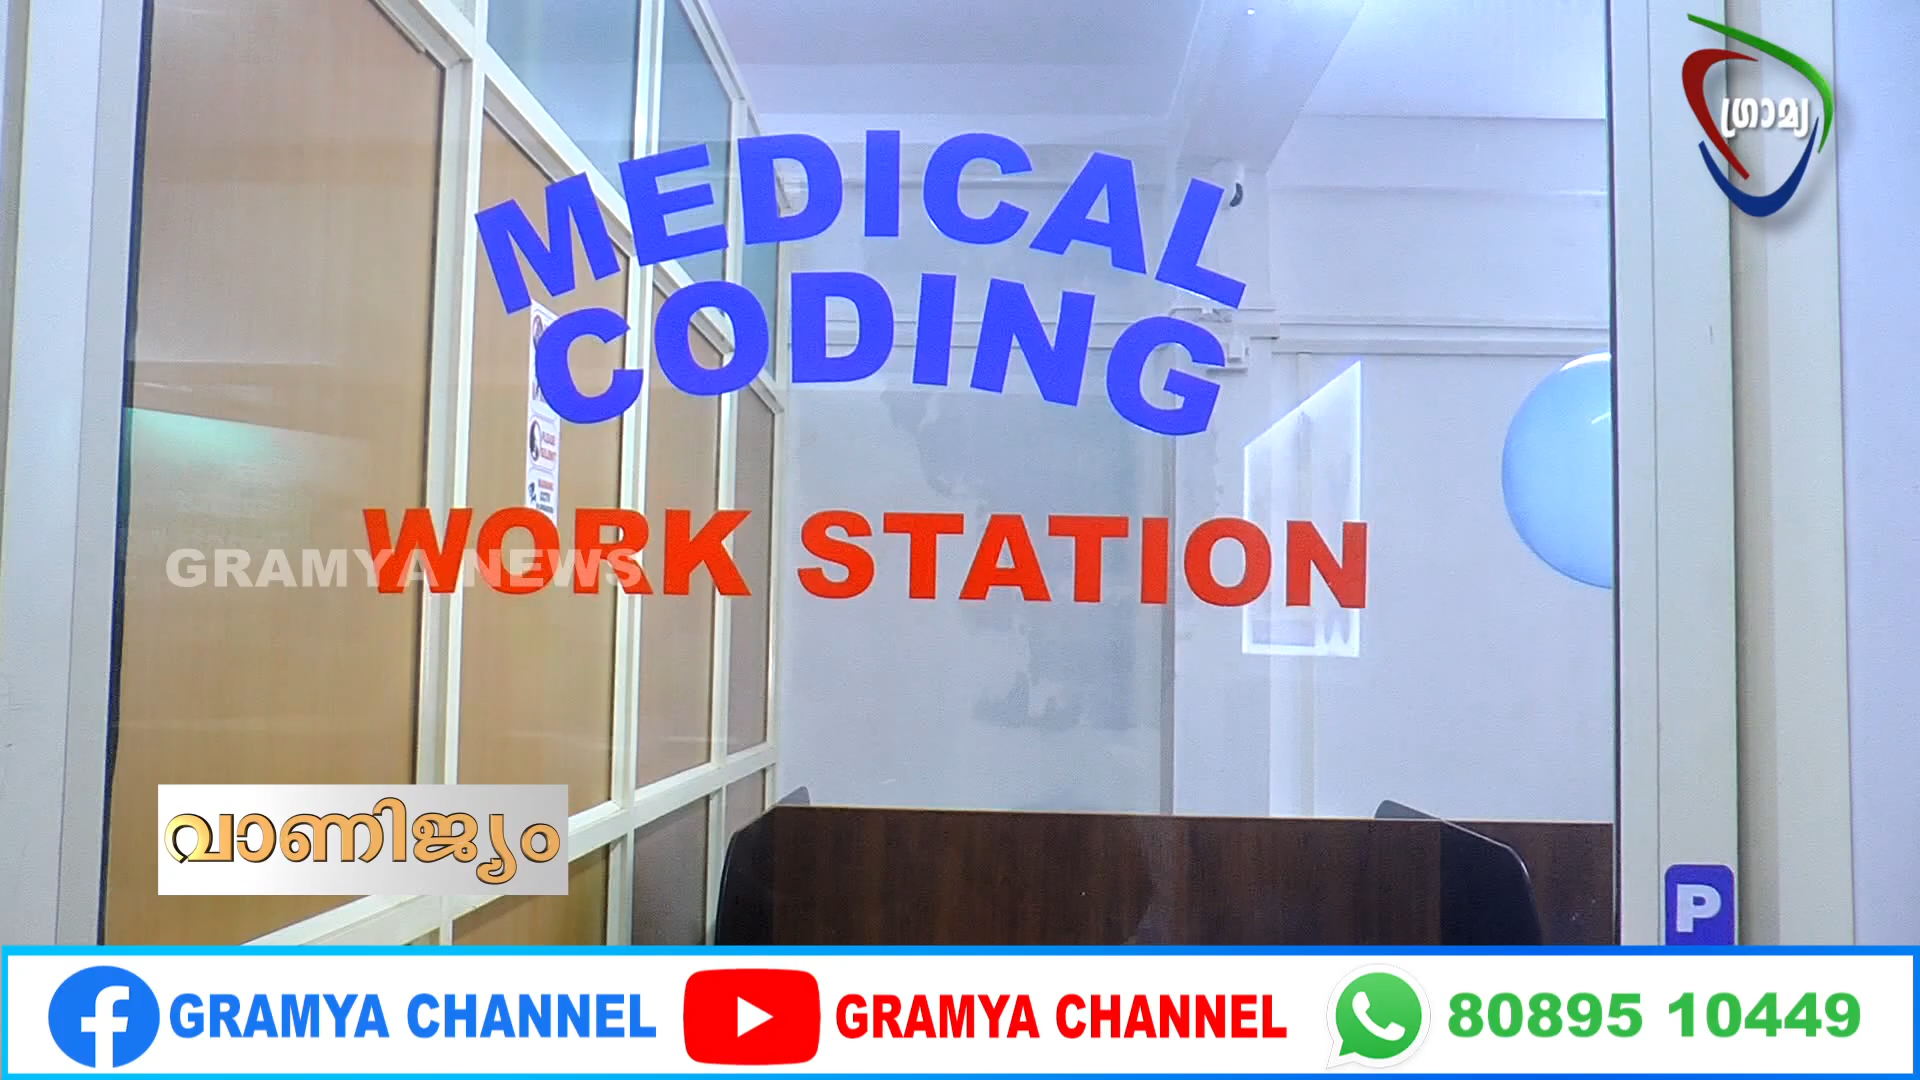 ഗ്രാമ്യ
MEDICAL
CODING
WORK STATION
GRAMYA NEWS
വാണിജ്യം
P
GRAMYA CHANNEL
GRAMYA CHANNEL
80895 10449